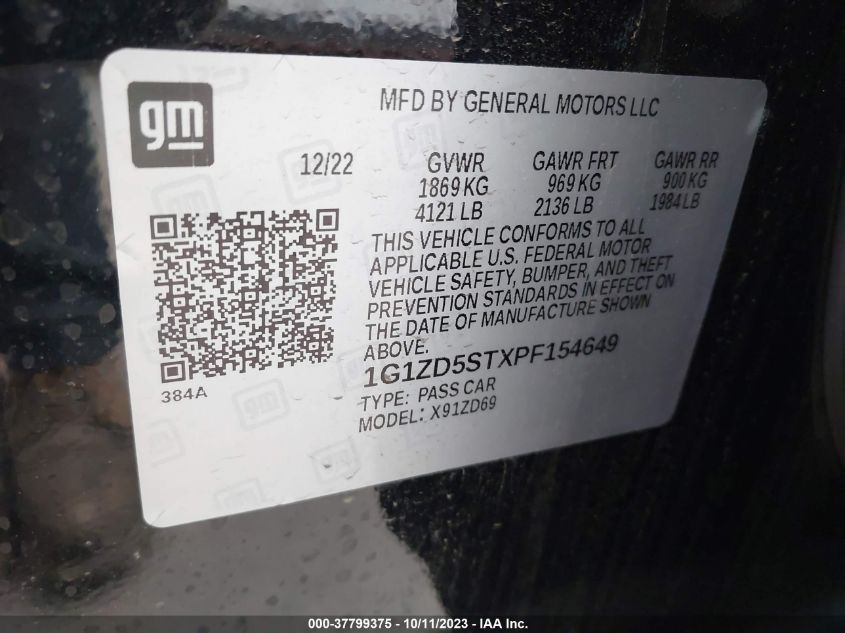 gm
MFD BY GENERAL MOTORS LLC
12/22
GVWR
1869 KG
4121 LB
GAWR FRT
969 KG
2136 LB
GAWR RR
900 KG
1984 LB
THIS VEHICLE CONFORMS TO ALL
APPLICABLE U.S. FEDERAL MOTOR
VEHICLE SAFETY, BUMPER, AND THEFT
PREVENTION STANDARDS IN EFFECT ON
THE DATE OF MANUFACTURE SHOWN
ABOVE.
1G1ZD5STXPF154649
TYPE: PASS CAR
MODEL: X91ZD69
384A
000-37799375 - 10/11/2023 - IAA Inc.